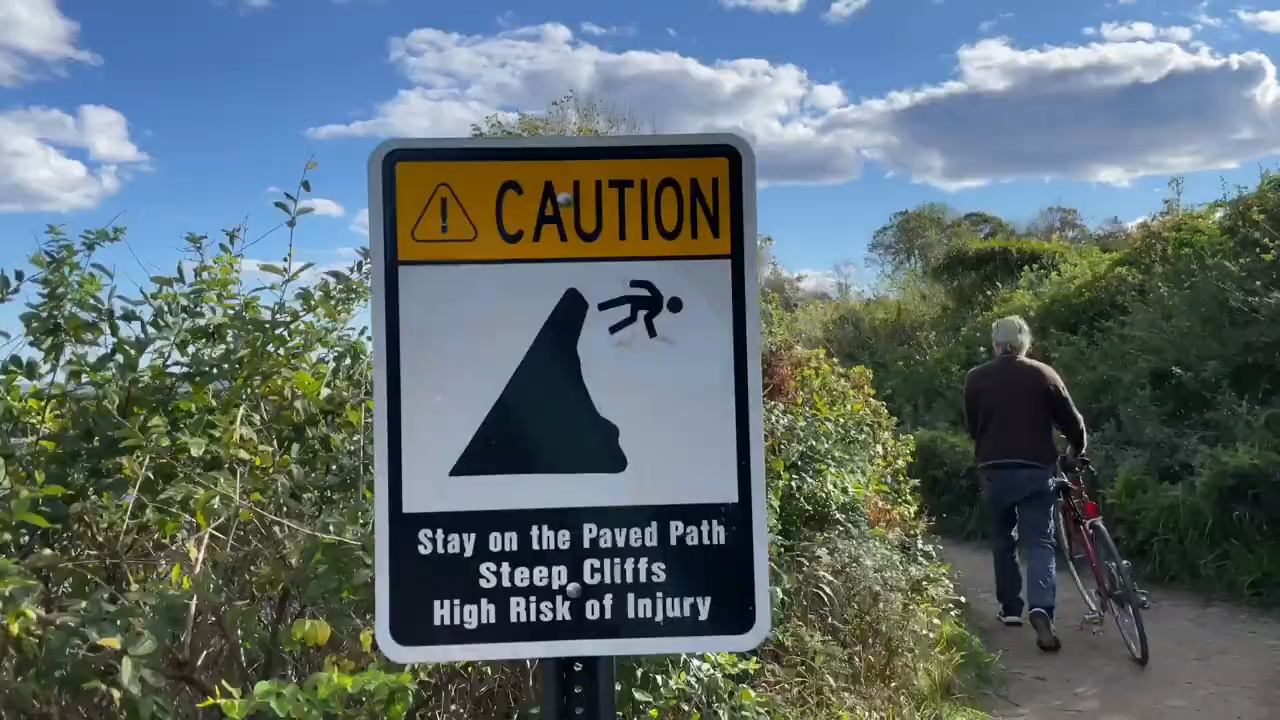 CAUTION
Stay on the Paved Path
Steep Cliffs
High Risk of Injury